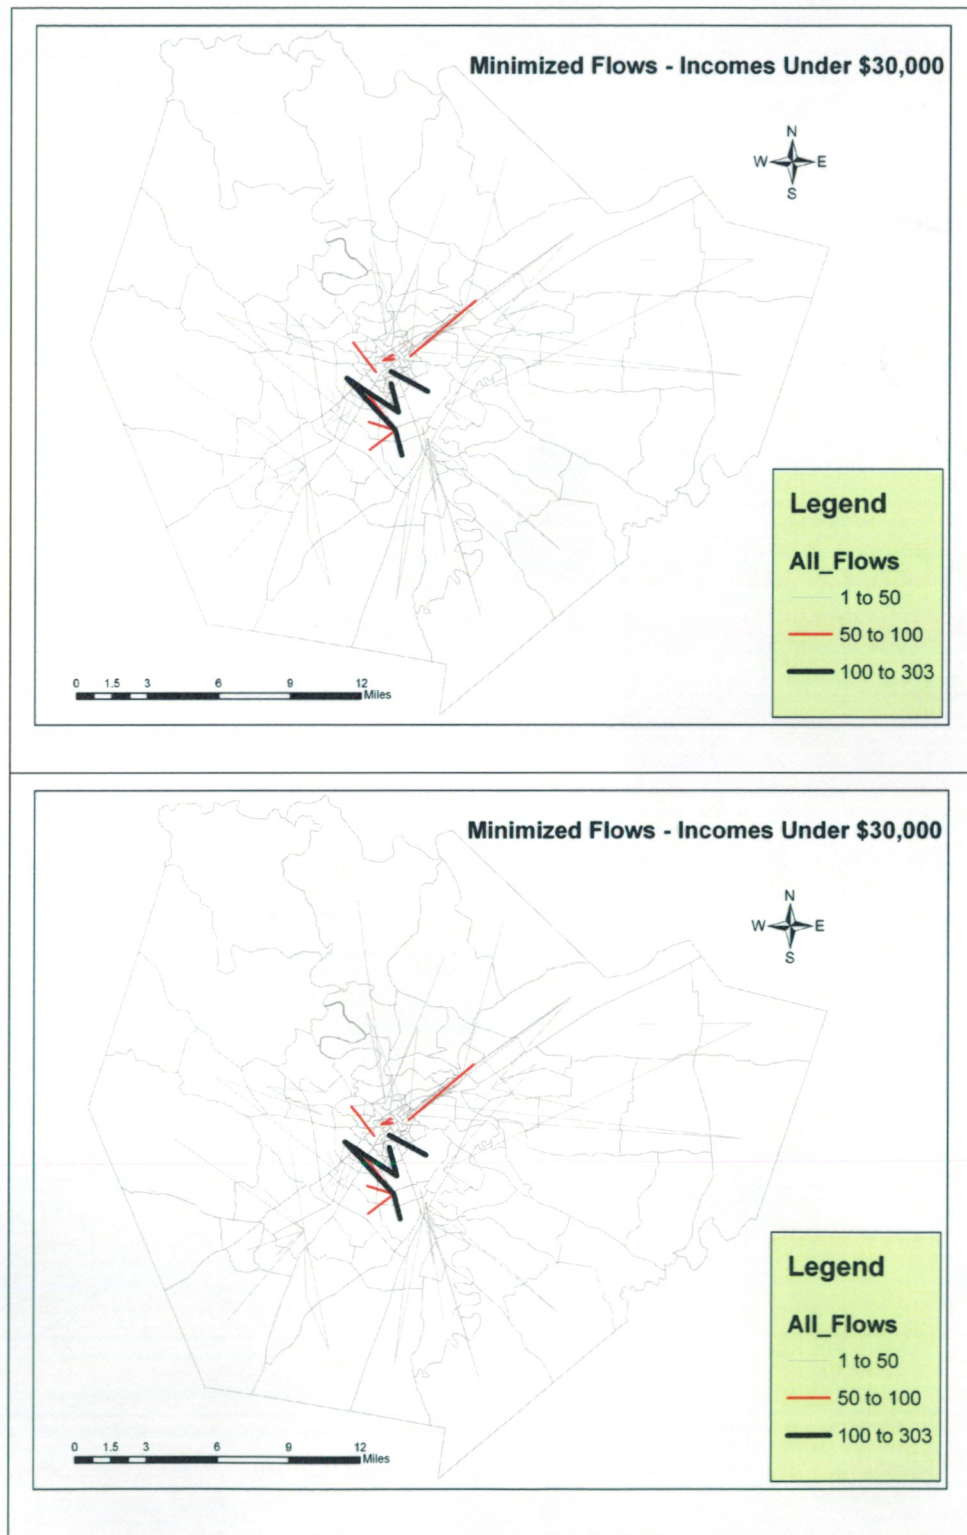 Minimized Flows - Incomes Under $30,000
N
W E
S
Legend
All_Flows
1 to 50
50 to 100
100 to 303
0 1.5 3 6 9 12
Miles
Minimized Flows - Incomes Under $30,000
N
W E
S
Legend
All_Flows
1 to 50
50 to 100
100 to 303
0 1.5 3 6 9 12
Miles